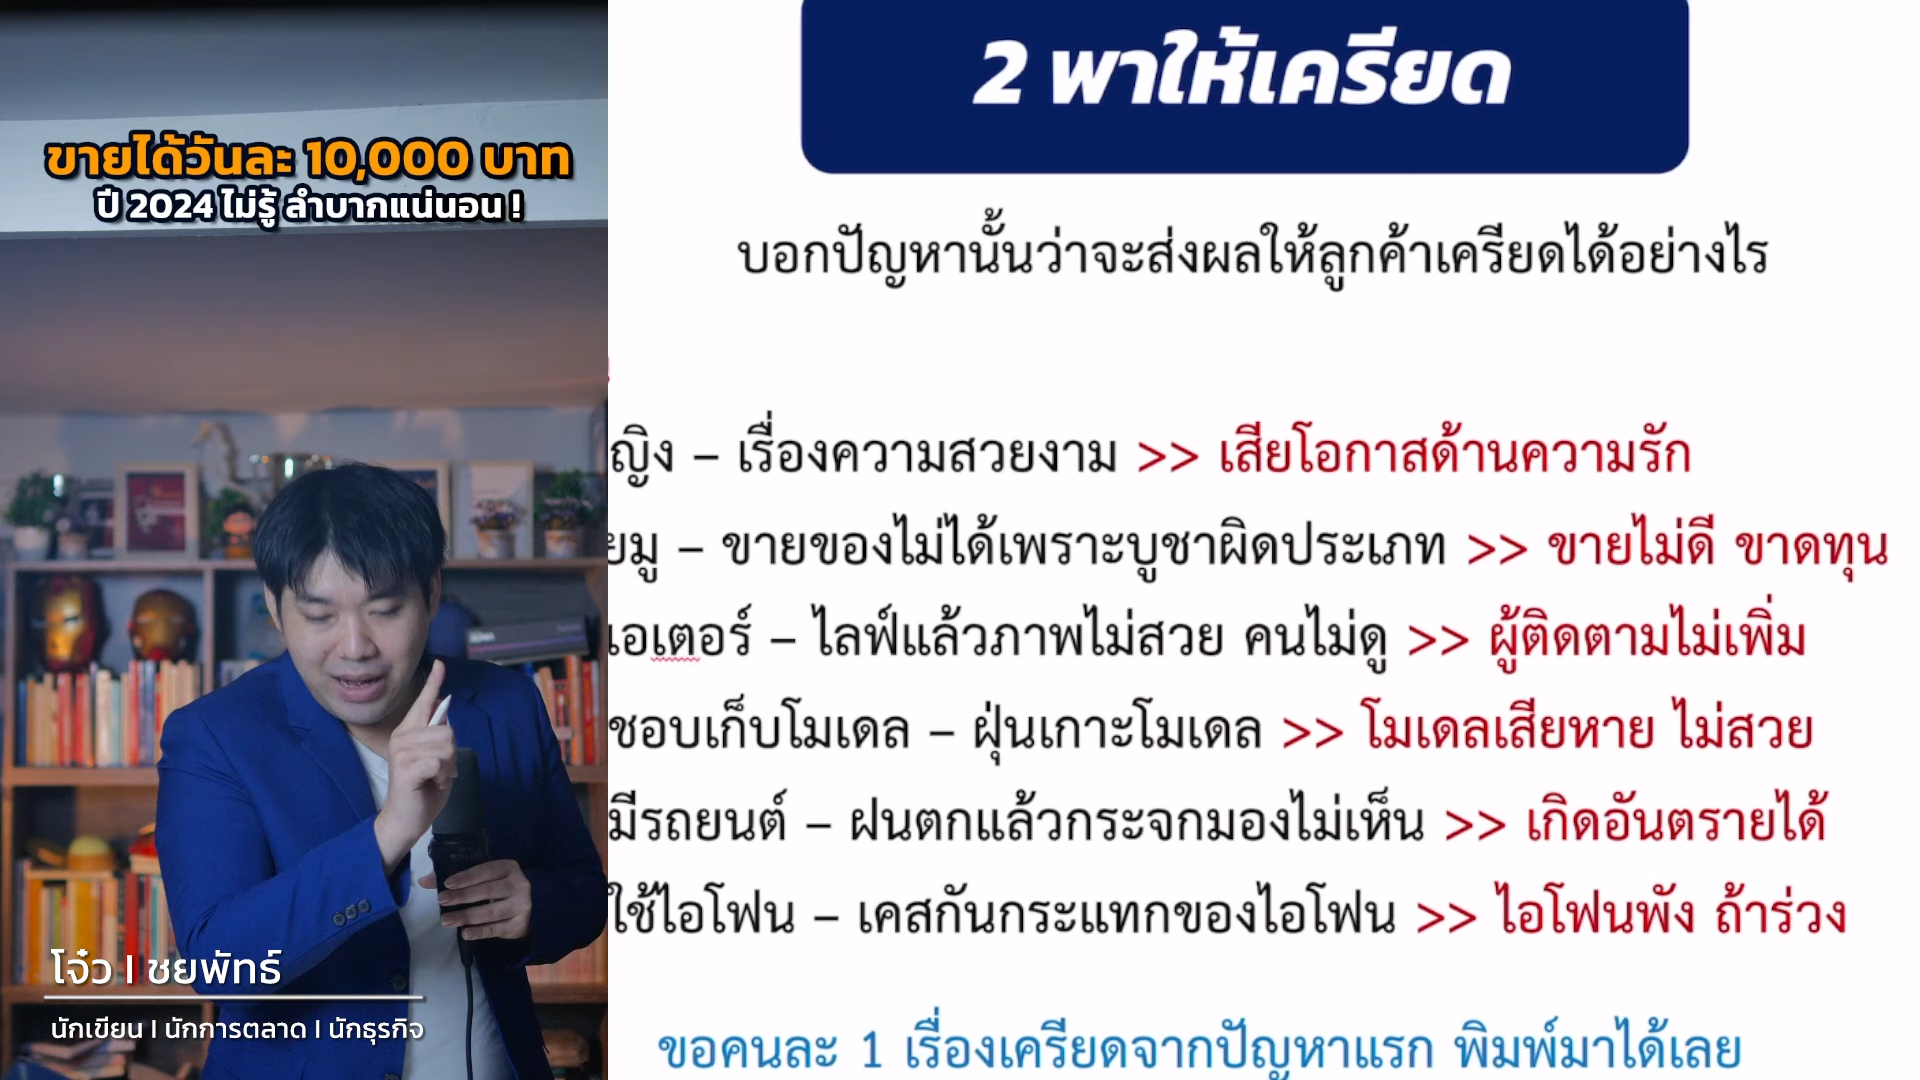 ขายได้วันละ 10,000 บาท
ปี 2024 ไม่รู้ ลำบากแน่นอน !
โจ๋ว I ชยพัทธ์
นักเขียน I นักการตลาด I นักธุรกิจ
2 พาให้เครียด
บอกปัญหานั้นว่าจะส่งผลให้ลูกค้าเครียดได้อย่างไร
ญิง – เรื่องความสวยงาม >> เสียโอกาสด้านความรัก
ยมู – ขายของไม่ได้เพราะบูชาผิดประเภท >> ขายไม่ดี ขาดทุน
เอเตอร์ – ไลฟ์แล้วภาพไม่สวย คนไม่ดู >> ผู้ติดตามไม่เพิ่ม
ชอบเก็บโมเดล – ฝุ่นเกาะโมเดล >> โมเดลเสียหาย ไม่สวย
มีรถยนต์ – ฝนตกแล้วกระจกมองไม่เห็น >> เกิดอันตรายได้
ใช้ไอโฟน – เคสกันกระแทกของไอโฟน >> ไอโฟนพัง ถ้าร่วง
ขอคนละ 1 เรื่องเครียดจากปัญหาแรก พิมพ์มาได้เลย